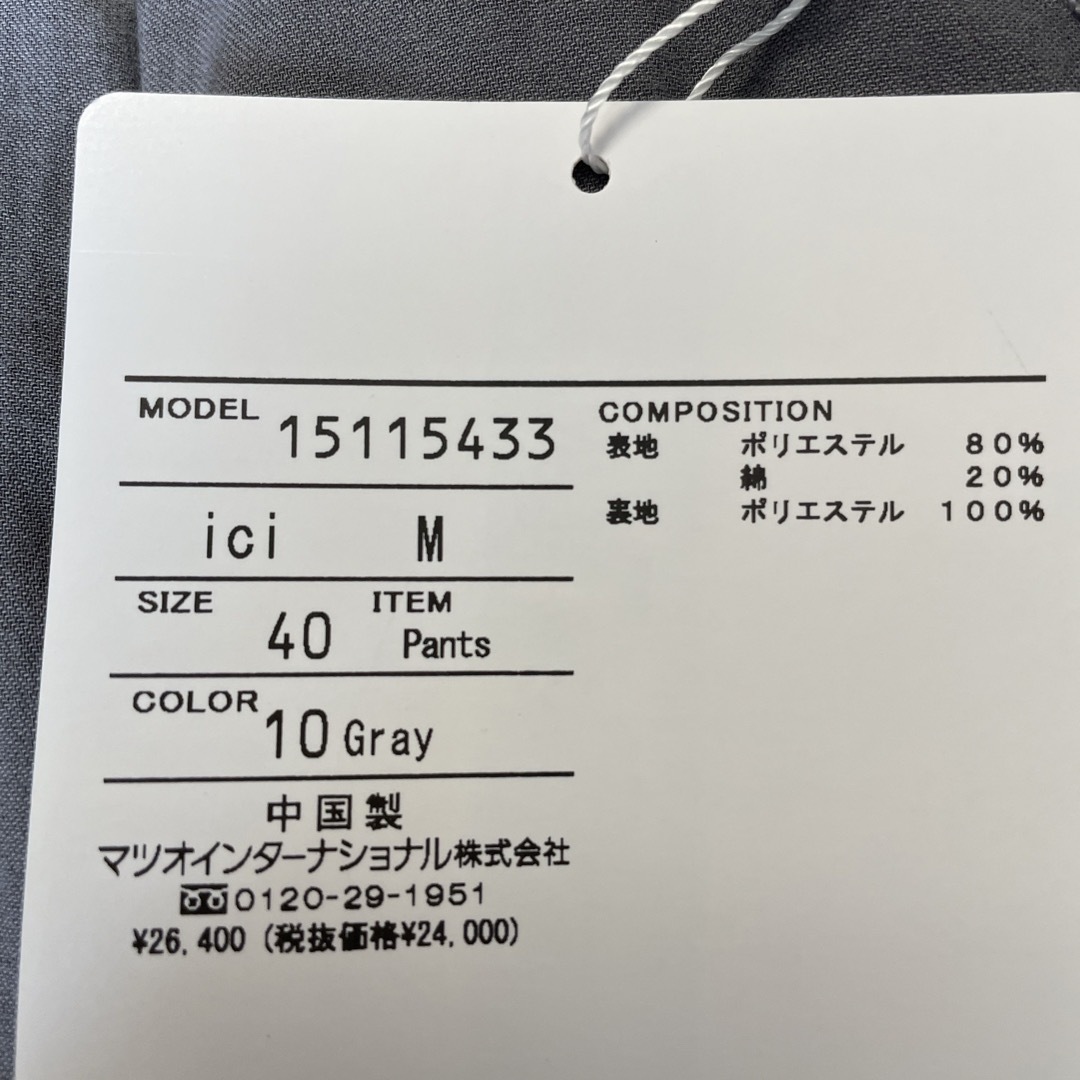 MODEL 15115433
ici M
SIZE 40 ITEM Pants
COLOR 10 Gray
中国製
マツオインターナショナル株式会社
0120-29-1951
¥26,400 (税抜価格¥24,000)
COMPOSITION
表地 ポリエステル 80%
綿 20%
裏地 ポリエステル 100%